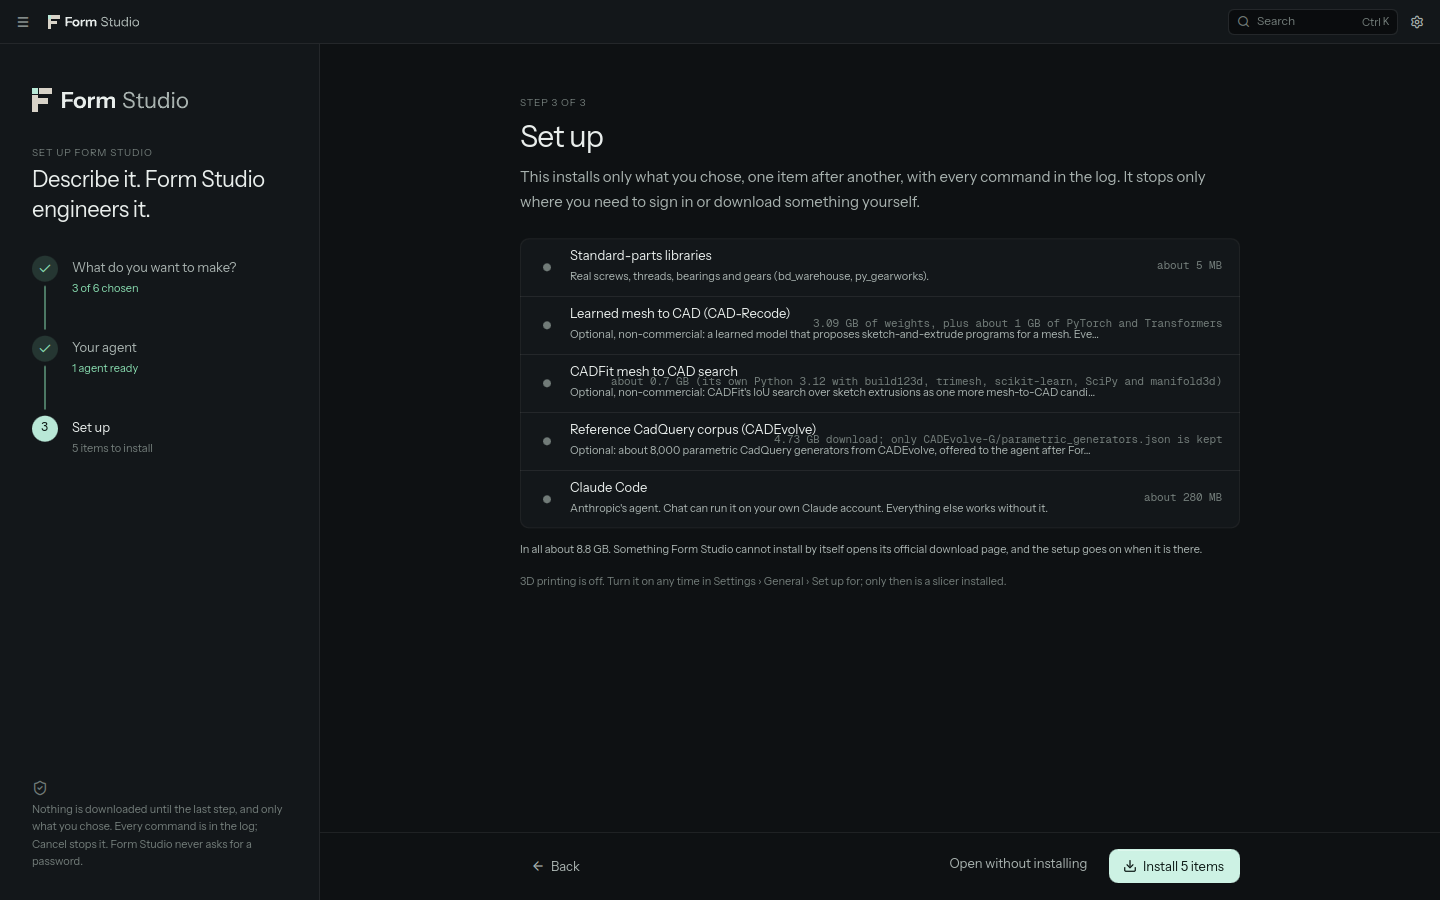 Form Studio
Search
Ctrl K
Form Studio
SET UP FORM STUDIO
Describe it. Form Studio
engineers it.
What do you want to make?
3 of 6 chosen
Your agent
1 agent ready
3
Set up
5 items to install
Nothing is downloaded until the last step, and only
what you chose. Every command is in the log;
Cancel stops it. Form Studio never asks for a
password.
STEP 3 OF 3
Set up
This installs only what you chose, one item after another, with every command in the log. It stops only
where you need to sign in or download something yourself.
Standard-parts libraries
Real screws, threads, bearings and gears (bd_warehouse, py_gearworks).
about 5 MB
Learned mesh to CAD (CAD-Recode)
3.09 GB of weights, plus about 1 GB of PyTorch and Transformers
Optional, non-commercial: a learned model that proposes sketch-and-extrude programs for a mesh. Eve...
CADFit mesh to CAD search
about 0.7 GB (its own Python 3.12 with build123d, trimesh, scikit-learn, SciPy and manifold3d)
Optional, non-commercial: CADFit's IoU search over sketch extrusions as one more mesh-to-CAD candi...
Reference CadQuery corpus (CADEvolve)
4.73 GB download; only CADEvolve-G/parametric_generators.json is kept
Optional: about 8,000 parametric CadQuery generators from CADEvolve, offered to the agent after For...
Claude Code
Anthropic's agent. Chat can run it on your own Claude account. Everything else works without it.
about 280 MB
In all about 8.8 GB. Something Form Studio cannot install by itself opens its official download page, and the setup goes on when it is there.
3D printing is off. Turn it on any time in Settings › General › Set up for; only then is a slicer installed.
Back
Open without installing
Install 5 items